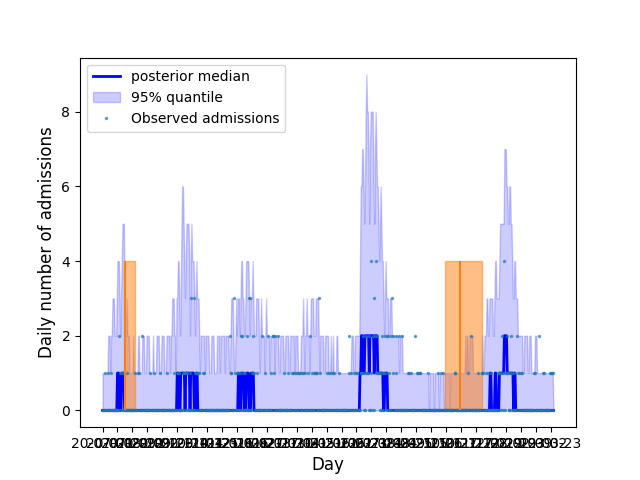 posterior median
95% quantile
Observed admissions
Daily number of admissions
8
6
4
2
0
Day